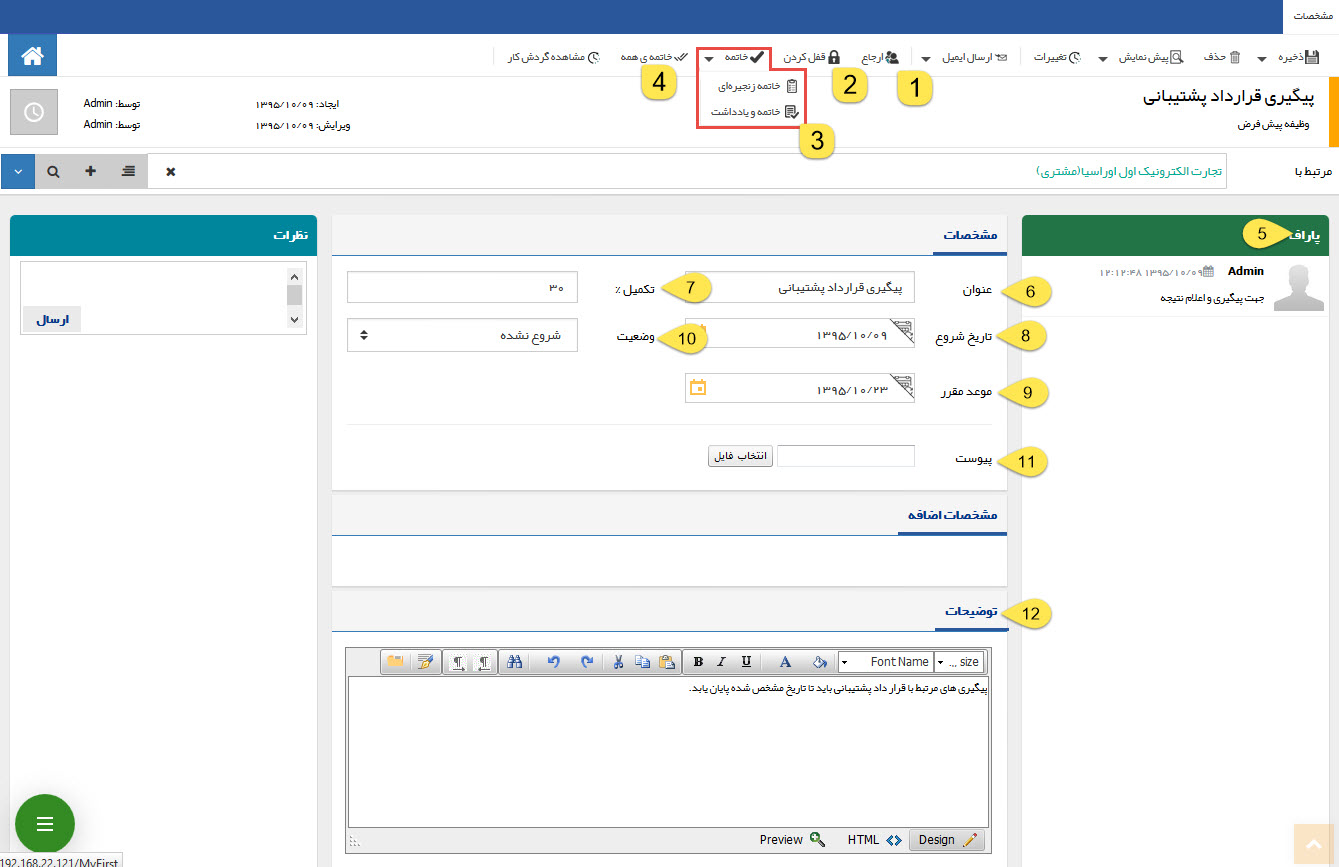 مشخصات
ذخیره حذف پیش نمایش تغییرات ارسال ایمیل ارجاع قفل کردن خاتمه خاتمه ی همه مشاهده گردش کار
1
2
خاتمه زنجیره‌ای
خاتمه و یادداشت
3
4
پیگیری قرارداد پشتیبانی
وظیفه پیش فرض
ایجاد: ۱۳۹۵/۱۰/۰۹ توسط: Admin
ویرایش: ۱۳۹۵/۱۰/۰۹ توسط: Admin
مرتبط با تجارت الکترونیک اول اوراسیا(مشتری)
پاراف 5
Admin ۱۳۹۵/۱۰/۰۹ ۱۲:۱۲:۴۸
جهت پیگیری و اعلام نتیجه
مشخصات
6 عنوان پیگیری قرارداد پشتیبانی 7 تکمیل ٪ ۳۰
8 تاریخ شروع ۱۳۹۵/۱۰/۰۹ 10 وضعیت شروع نشده
9 موعد مقرر ۱۳۹۵/۱۰/۲۳
11 پیوست انتخاب فایل
مشخصات اضافه
12 توضیحات
B I U A Font Name size ...
پیگیری های مرتبط با قرار داد پشتیبانی باید تا تاریخ مشخص شده پایان یابد.
Preview HTML Design
نظرات
ارسال
192.168.22.121/MyFirst